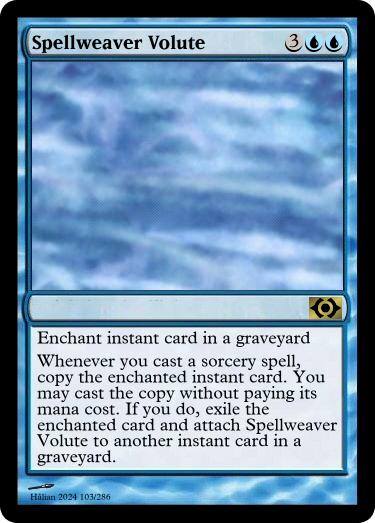 Spellweaver Volute 3
Enchant instant card in a graveyard
Whenever you cast a sorcery spell,
copy the enchanted instant card. You
may cast the copy without paying its
mana cost. If you do, exile the
enchanted card and attach Spellweaver
Volute to another instant card in a
graveyard.
Hålian 2024 103/286